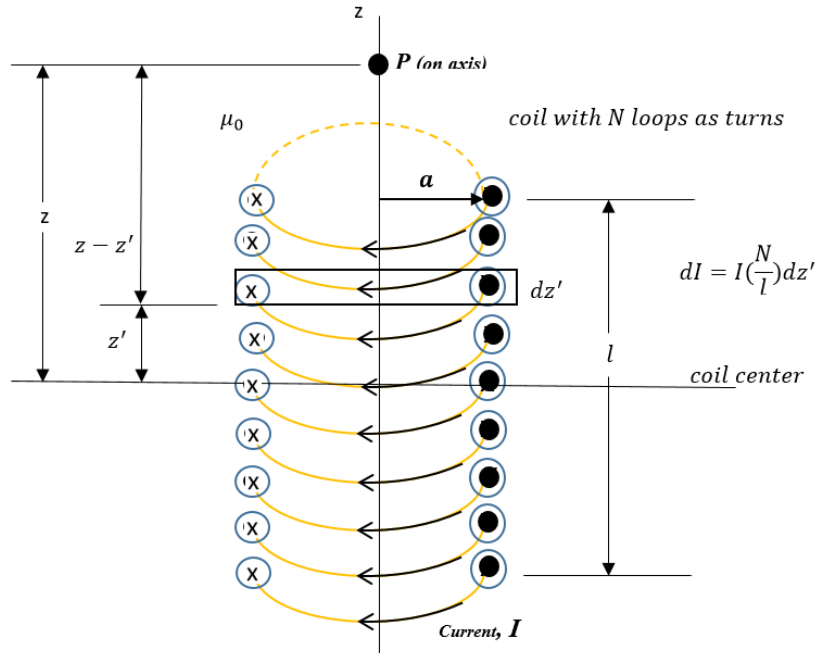 z
P (on axis)
μ₀
coil with N loops as turns
a
x
x
x
x
x
x
x
x
x
z
z − z′
z′
dz′
dI = I(N/l)dz′
l
coil center
Current, I